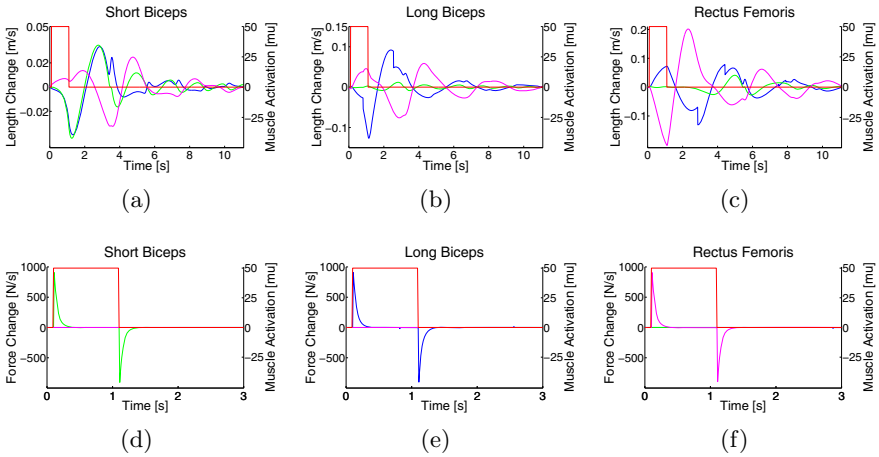 Short Biceps
Length Change [m/s]
0.05
0.02
0
−0.02
0 2 4 6 8 10
Time [s]
50
25
0
−25
Muscle Activation [mu]
(a)
Long Biceps
Length Change [m/s]
0.15
0.1
0
−0.1
0 2 4 6 8 10
Time [s]
50
25
0
−25
Muscle Activation [mu]
(b)
Rectus Femoris
Length Change [m/s]
0.2
0.1
0
−0.1
0 2 4 6 8 10
Time [s]
50
25
0
−25
Muscle Activation [mu]
(c)
Short Biceps
Force Change [N/s]
1000
500
0
−500
0 1 2 3
Time [s]
50
25
0
−25
Muscle Activation [mu]
(d)
Long Biceps
Force Change [N/s]
1000
500
0
−500
0 1 2 3
Time [s]
50
25
0
−25
Muscle Activation [mu]
(e)
Rectus Femoris
Force Change [N/s]
1000
500
0
−500
0 1 2 3
Time [s]
50
25
0
−25
Muscle Activation [mu]
(f)